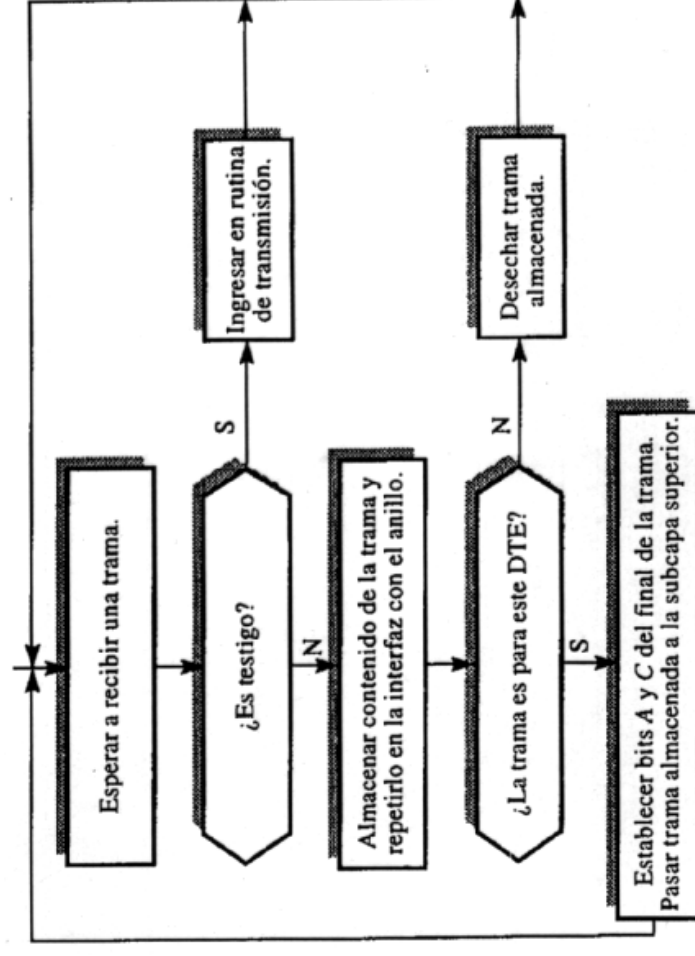 Esperar a recibir una trama.
¿Es testigo?
S
Ingresar en rutina
de transmisión.
N
Almacenar contenido de la trama y
repetirlo en la interfaz con el anillo.
¿La trama es para este DTE?
N
Desechar trama
almacenada.
S
Establecer bits A y C del final de la trama.
Pasar trama almacenada a la subcapa superior.